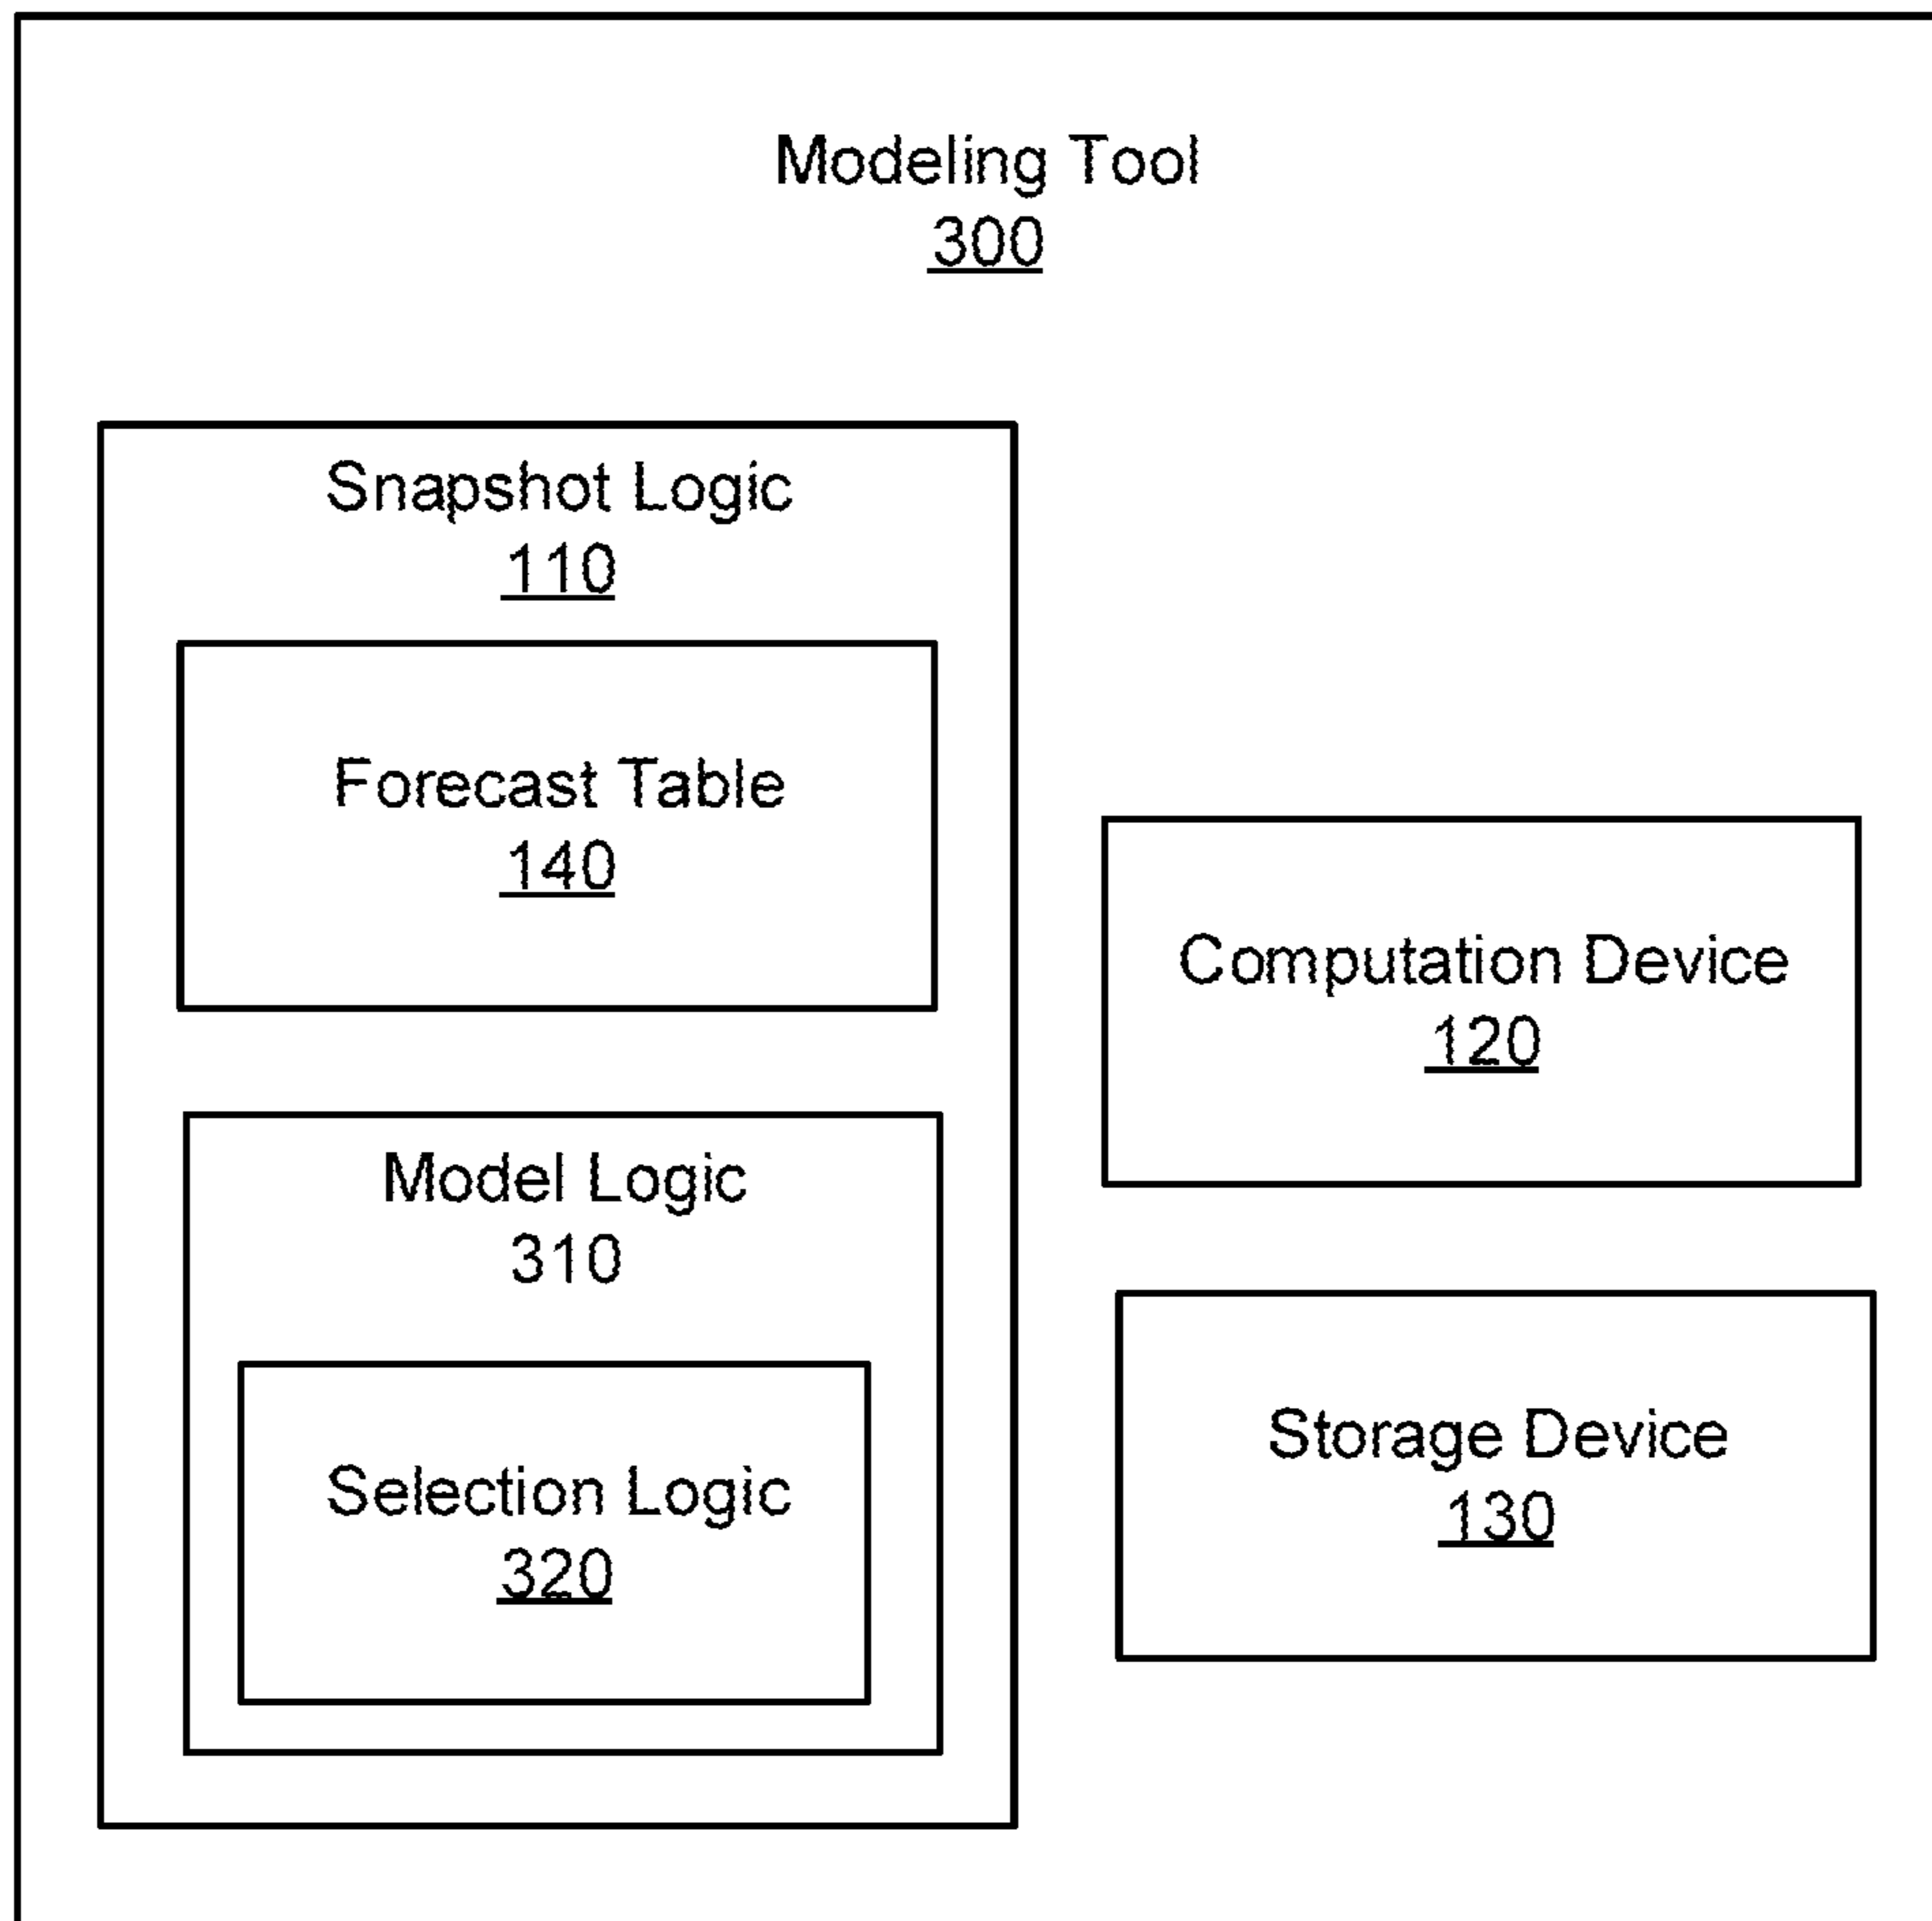 Modeling Tool
300
Snapshot Logic
110
Forecast Table
140
Model Logic
310
Selection Logic
320
Computation Device
120
Storage Device
130